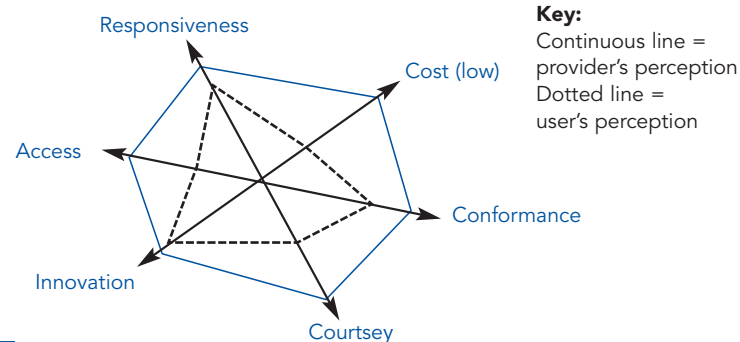 Responsiveness
Cost (low)
Access
Conformance
Innovation
Courtsey
Key:
Continuous line =
provider's perception
Dotted line =
user's perception